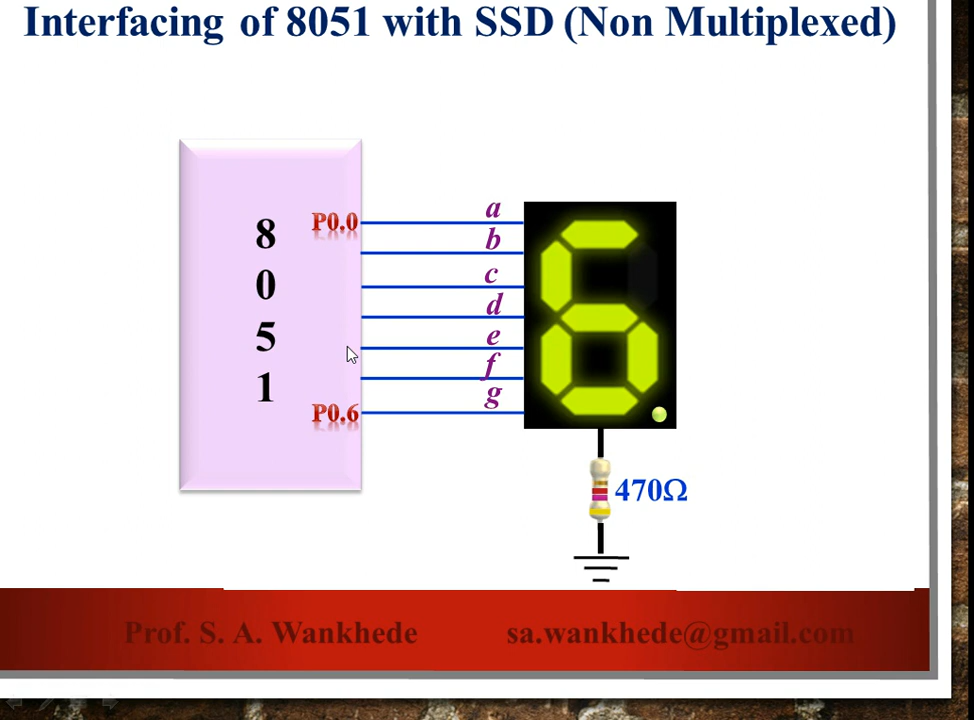 Interfacing of 8051 with SSD (Non Multiplexed)
8
0
5
1
P0.0
P0.6
a
b
c
d
e
f
g
6
470Ω
Prof. S. A. Wankhede sa.wankhede@gmail.com